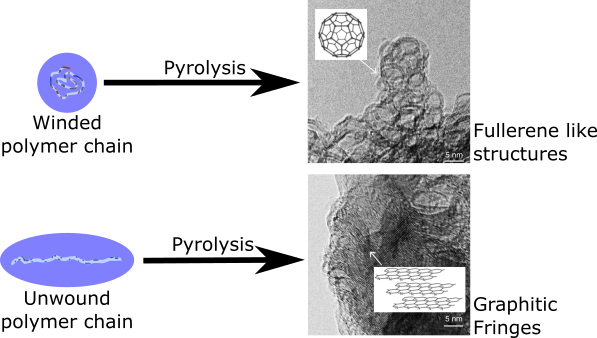 Pyrolysis
Winded
polymer chain
5 nm
Fullerene like
structures
Pyrolysis
Unwound
polymer chain
5 nm
Graphitic
Fringes